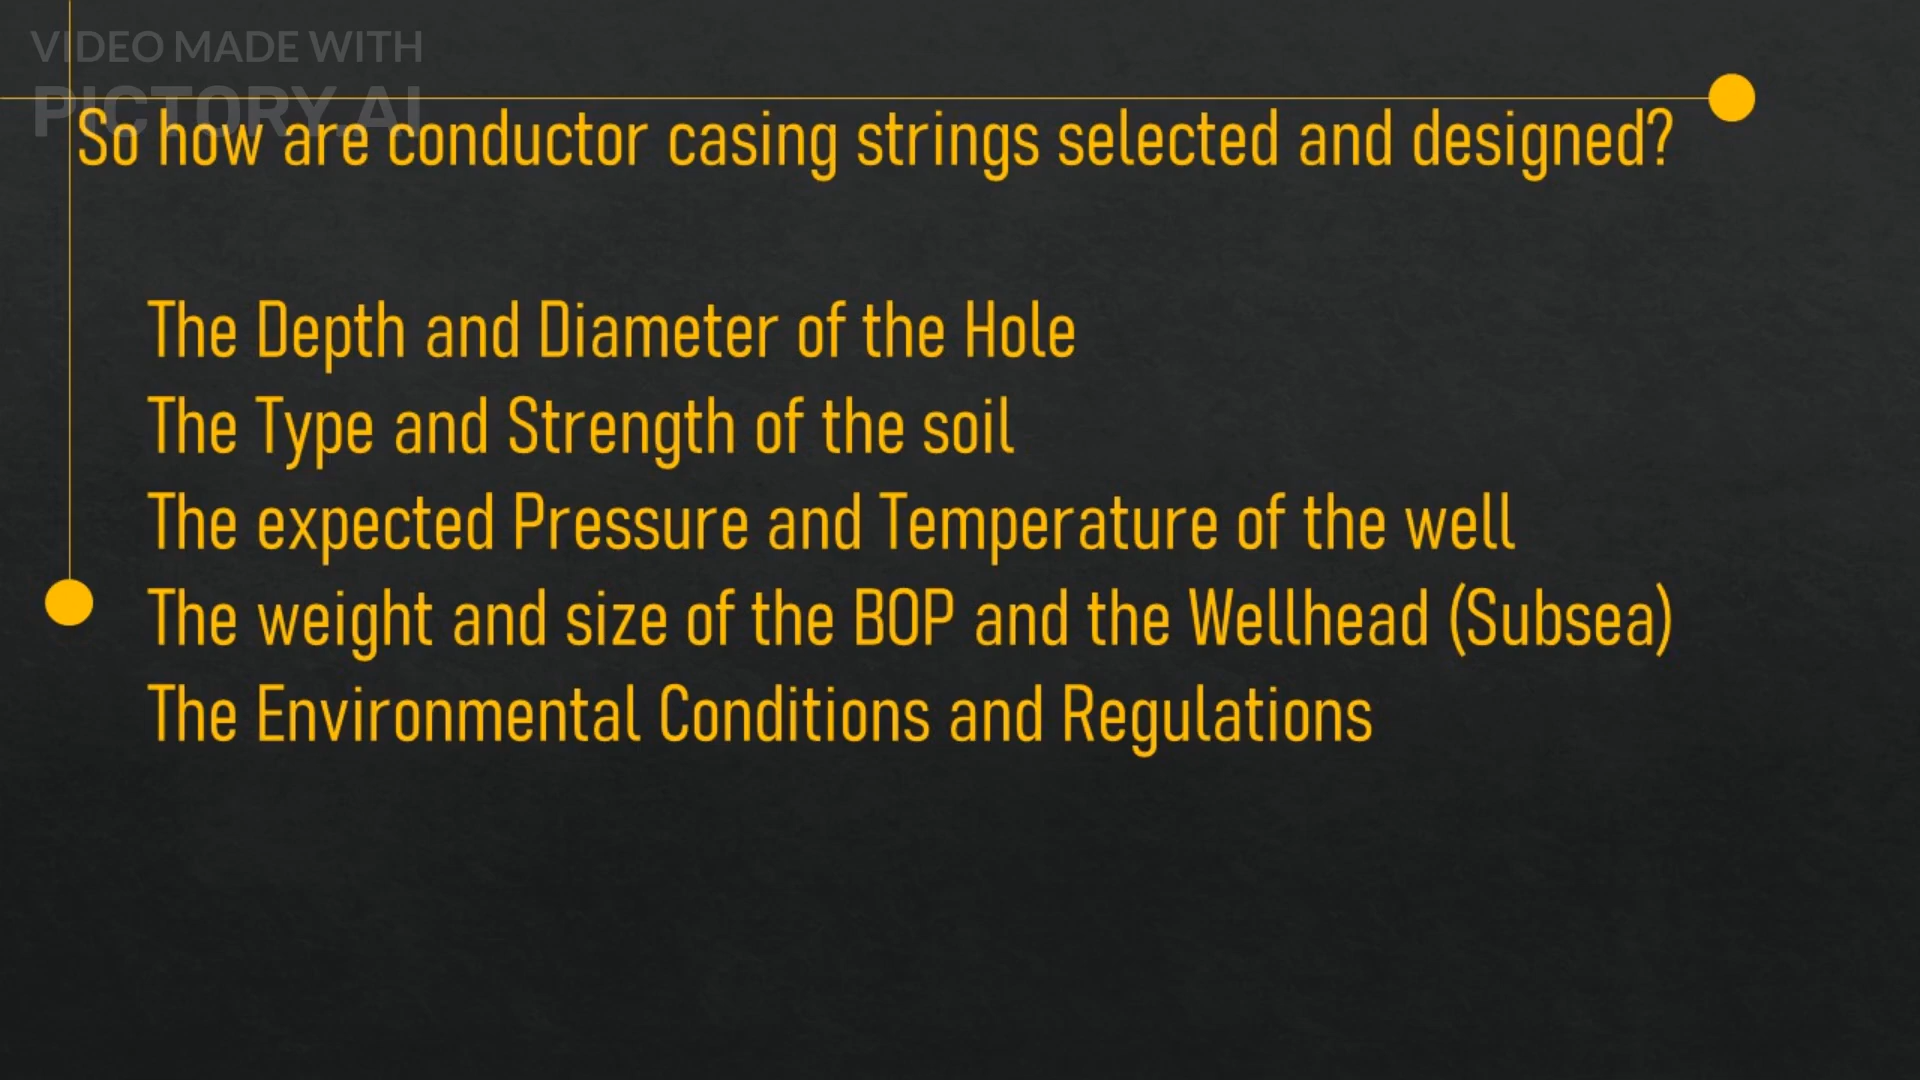 VIDEO MADE WITH
PICTORY.AI
So how are conductor casing strings selected and designed?
The Depth and Diameter of the Hole
The Type and Strength of the soil
The expected Pressure and Temperature of the well
The weight and size of the BOP and the Wellhead (Subsea)
The Environmental Conditions and Regulations